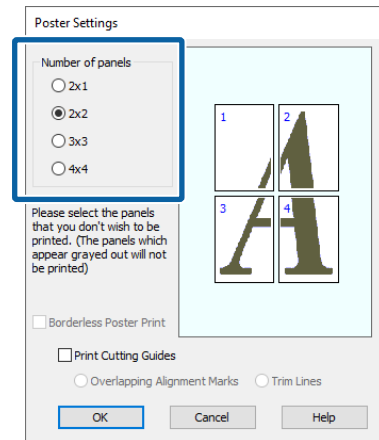 Poster Settings
Number of panels
2x1
2x2
3x3
4x4
1 2
3 4
A
Please select the panels
that you don't wish to be
printed. (The panels which
appear grayed out will not
be printed)
Borderless Poster Print
Print Cutting Guides
Overlapping Alignment Marks Trim Lines
OK Cancel Help